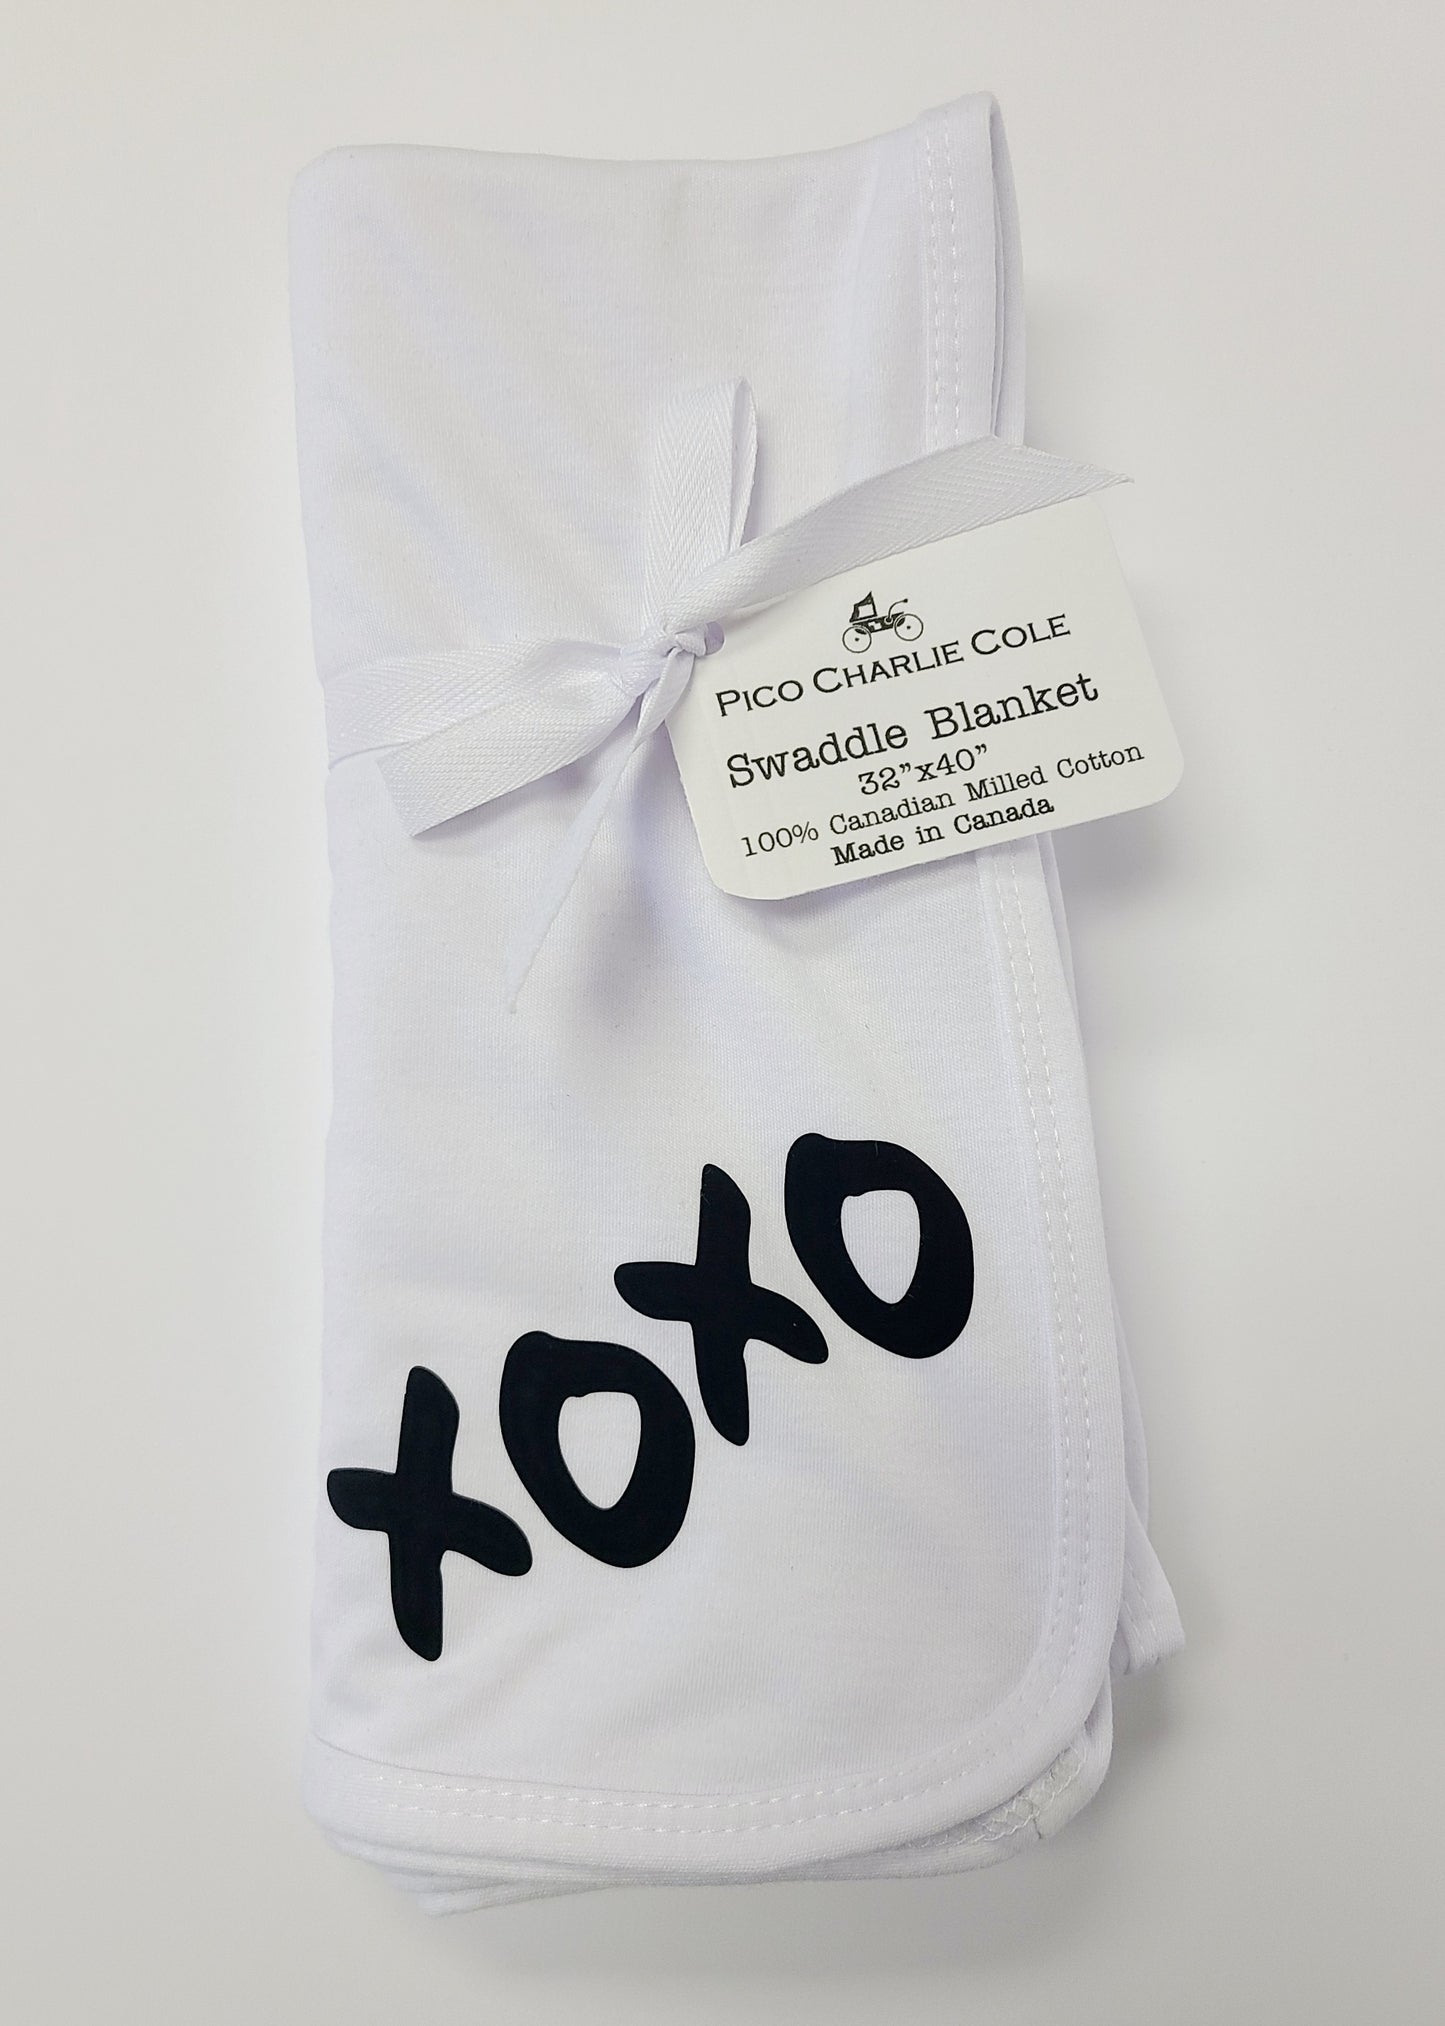 PICO CHARLIE COLE
Swaddle Blanket
32”x40”
100% Canadian Milled Cotton
Made in Canada
XOXO